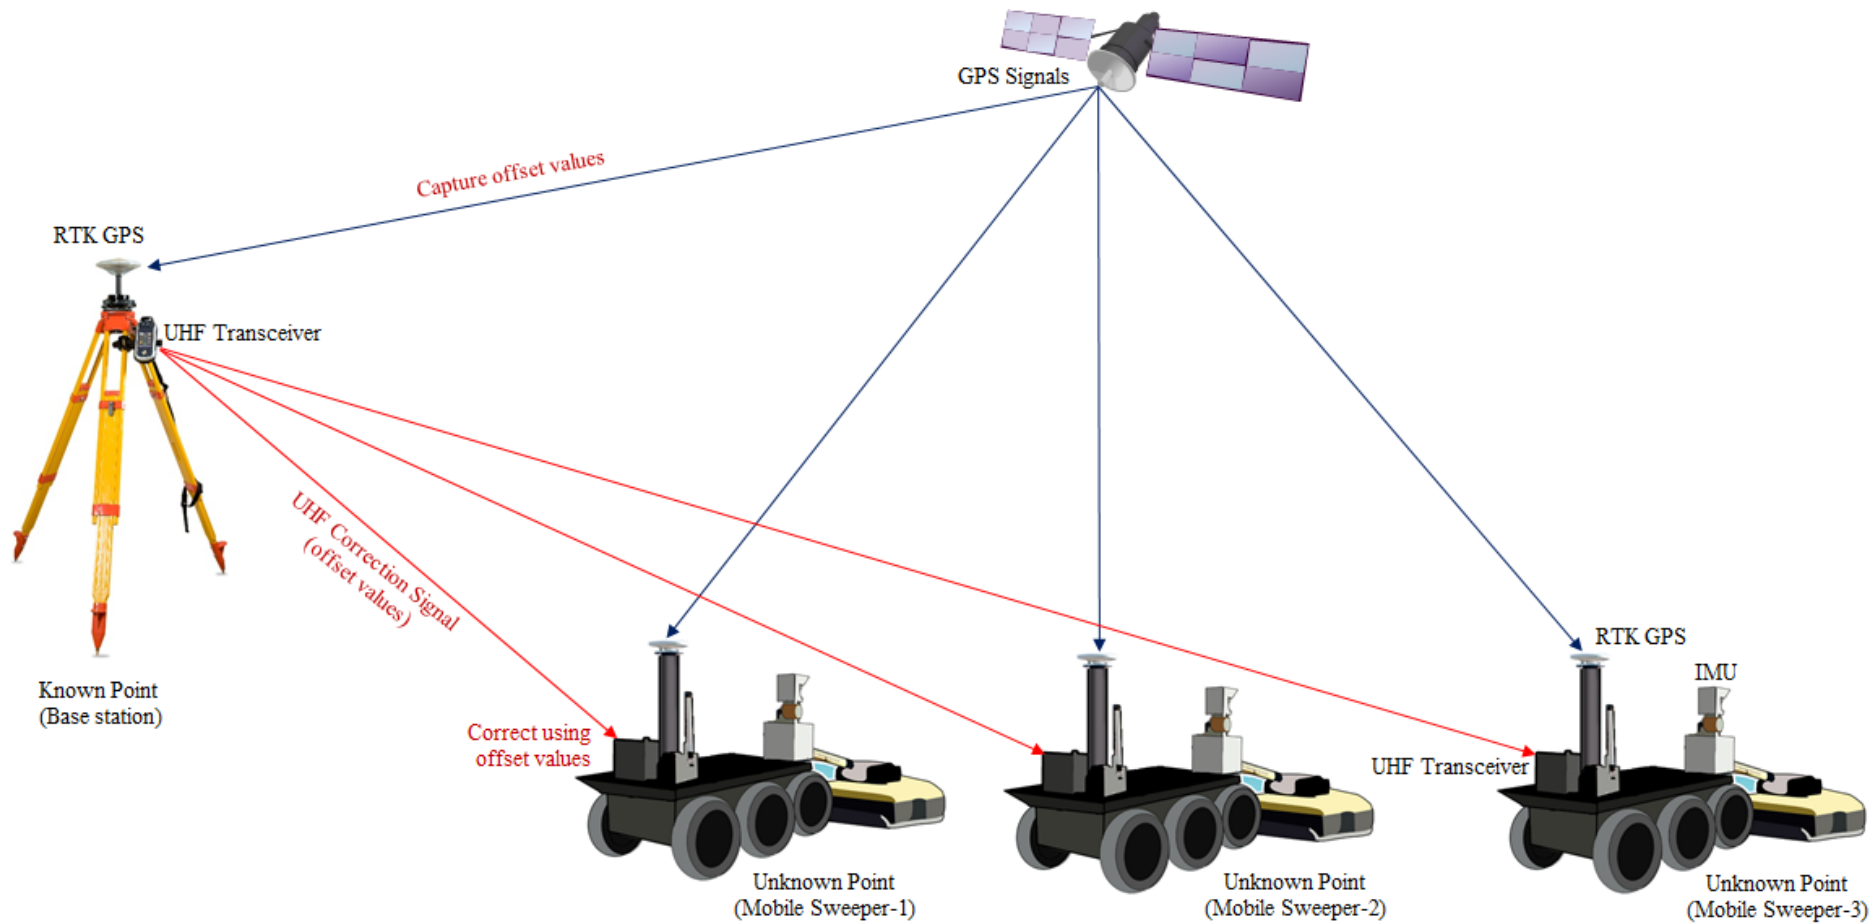 GPS Signals
Capture offset values
RTK GPS
UHF Transceiver
UHF Correction Signal
(offset values)
Known Point
(Base station)
Correct using
offset values
RTK GPS
IMU
UHF Transceiver
Unknown Point
(Mobile Sweeper-1)
Unknown Point
(Mobile Sweeper-2)
Unknown Point
(Mobile Sweeper-3)